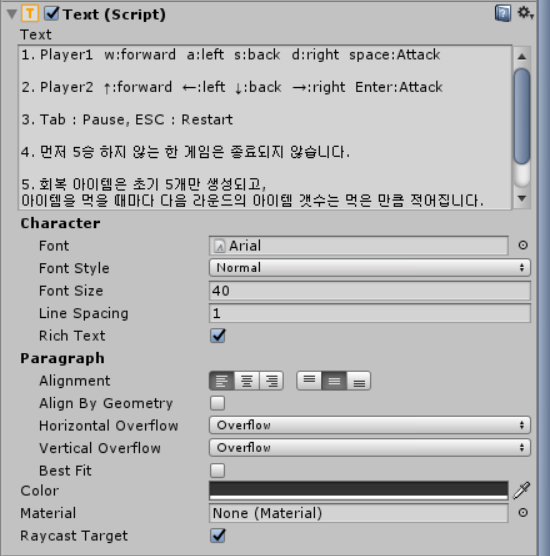 Text (Script)
Text
1. Player1 w:forward a:left s:back d:right space:Attack
2. Player2 ↑:forward ←:left ↓:back →:right Enter:Attack
3. Tab : Pause, ESC : Restart
4. 먼저 5승 하지 않는 한 게임은 종료되지 않습니다.
5. 회복 아이템은 초기 5개만 생성되고,
아이템을 먹을 때마다 다음 라운드의 아이템 갯수는 먹은 만큼 적어집니다.
Character
Font Arial
Font Style Normal
Font Size 40
Line Spacing 1
Rich Text
Paragraph
Alignment
Align By Geometry
Horizontal Overflow Overflow
Vertical Overflow Overflow
Best Fit
Color
Material None (Material)
Raycast Target